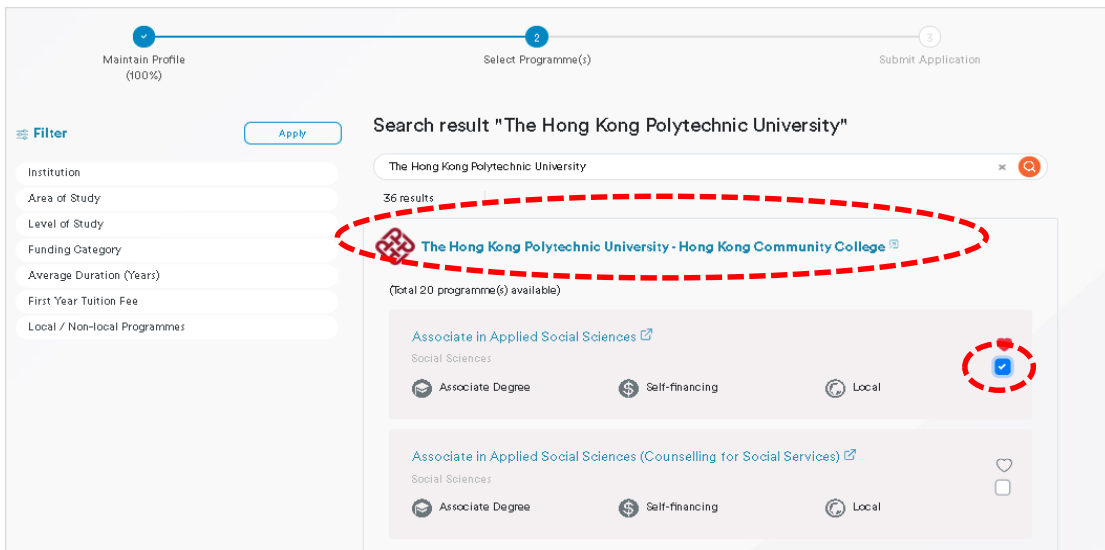 2
3
Maintain Profile
(100%)
Select Programme(s)
Submit Application
Filter
Apply
Institution
Area of Study
Level of Study
Funding Category
Average Duration (Years)
First Year Tuition Fee
Local / Non-local Programmes
Search result "The Hong Kong Polytechnic University"
The Hong Kong Polytechnic University
36 results
The Hong Kong Polytechnic University - Hong Kong Community College
(Total 20 programme(s) available)
Associate in Applied Social Sciences
Social Sciences
Associate Degree Self-financing Local
Associate in Applied Social Sciences (Counselling for Social Services)
Social Sciences
Associate Degree Self-financing Local